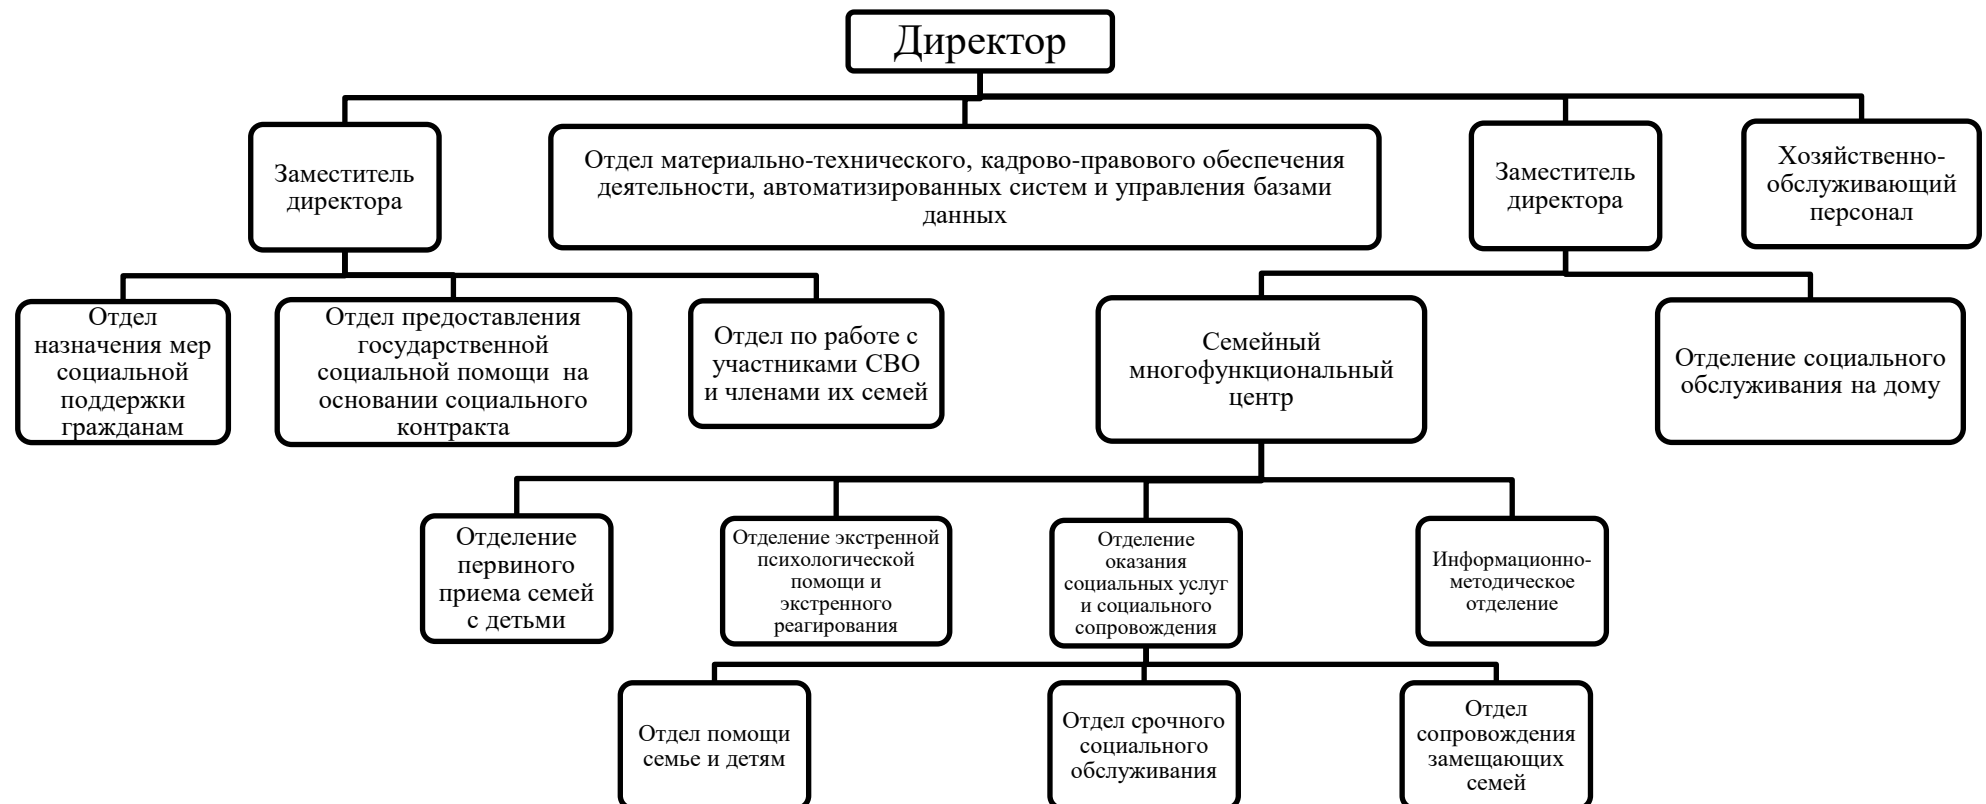 Директор
Заместитель
директора
Отдел материально-технического, кадрово-правового обеспечения
деятельности, автоматизированных систем и управления базами
данных
Заместитель
директора
Хозяйственно-
обслуживающий
персонал
Отдел
назначения мер
социальной
поддержки
гражданам
Отдел предоставления
государственной
социальной помощи  на
основании социального
контракта
Отдел по работе с
участниками СВО
и членами их семей
Семейный
многофункциональный
центр
Отделение социального
обслуживания на дому
Отделение
первиного
приема семей
с детьми
Отделение экстренной
психологической
помощи и
экстренного
реагирования
Отделение
оказания
социальных услуг
и социального
сопровождения
Информационно-
методическое
отделение
Отдел помощи
семье и детям
Отдел срочного
социального
обслуживания
Отдел
сопровождения
замещающих
семей